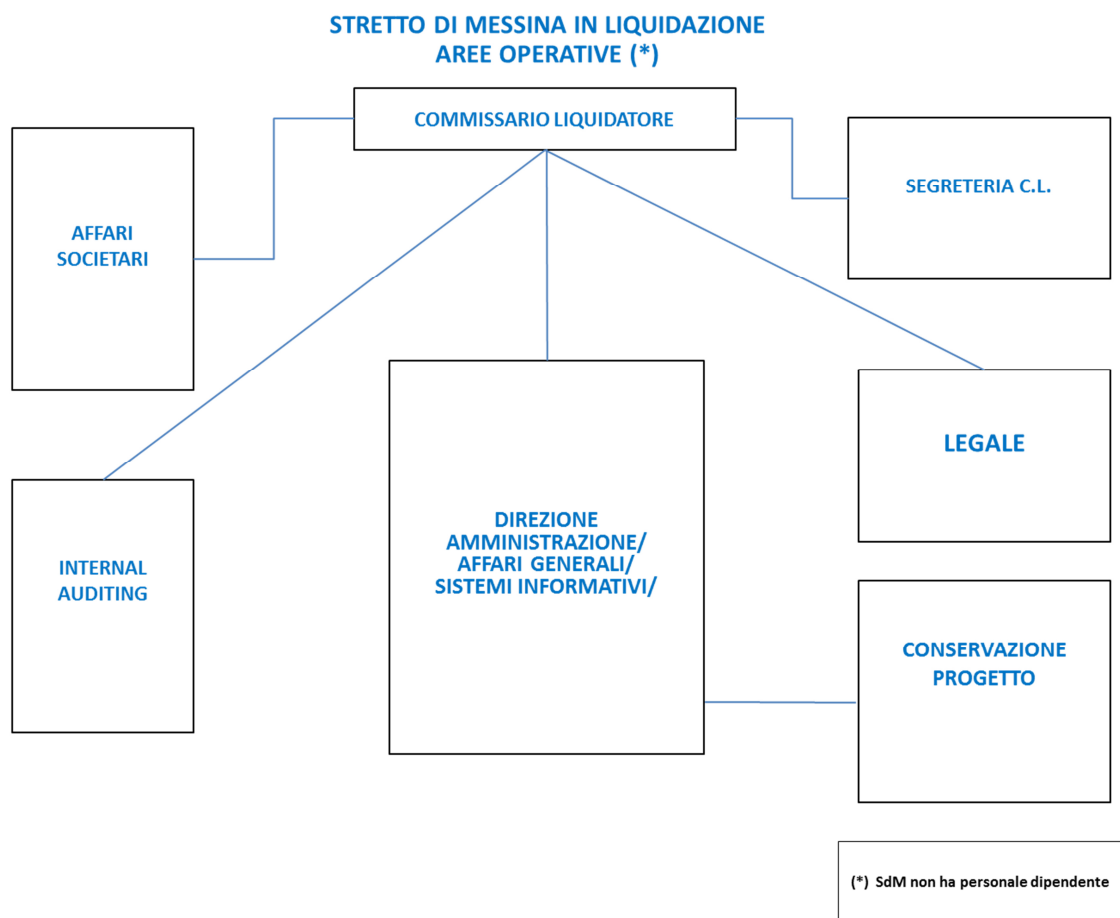 STRETTO DI MESSINA IN LIQUIDAZIONE
AREE OPERATIVE (*)
COMMISSARIO LIQUIDATORE
AFFARI
SOCIETARI
SEGRETERIA C.L.
INTERNAL
AUDITING
DIREZIONE
AMMINISTRAZIONE/
AFFARI GENERALI/
SISTEMI INFORMATIVI/
LEGALE
CONSERVAZIONE
PROGETTO
(*) SdM non ha personale dipendente